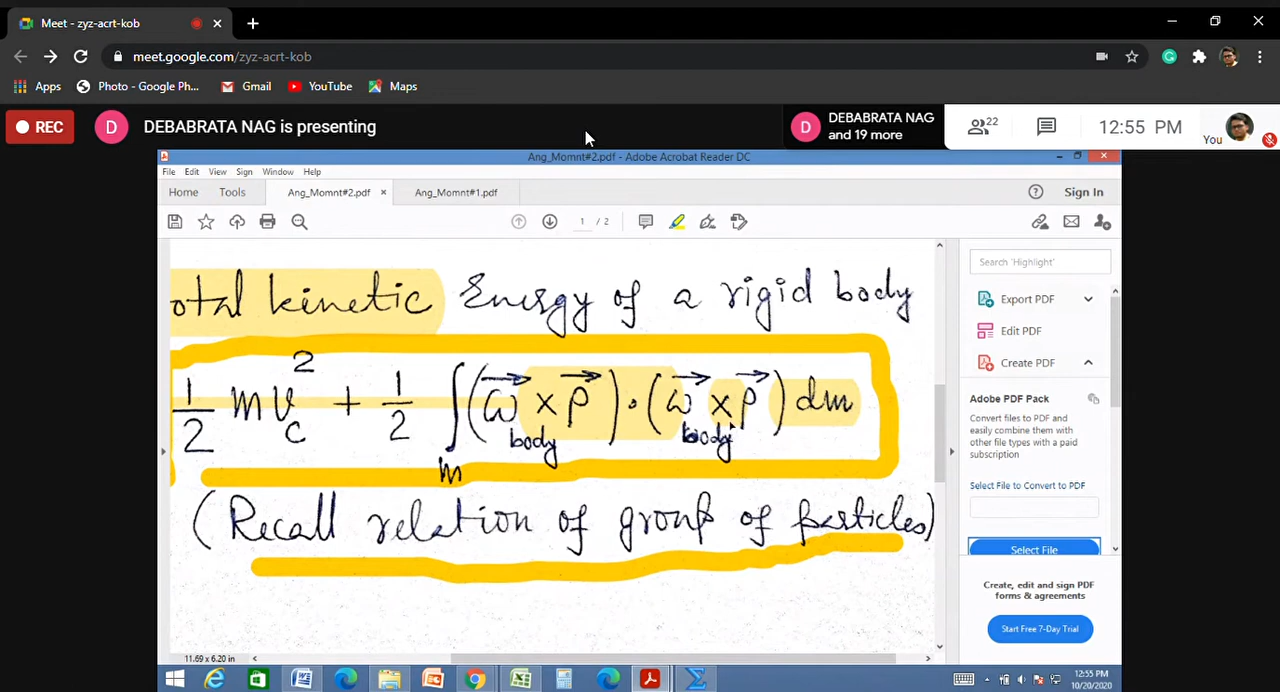 Meet - zyz-acrt-kob
meet.google.com/zyz-acrt-kob
Apps Photo - Google Ph... Gmail YouTube Maps
REC D DEBABRATA NAG is presenting
D DEBABRATA NAG
and 19 more
22
12:55 PM
You
Ang_Momnt#2.pdf - Adobe Acrobat Reader DC
File Edit View Sign Window Help
Home Tools Ang_Momnt#2.pdf × Ang_Momnt#1.pdf ? Sign In
1 / 2
otal kinetic Energy of a rigid body
1/2 m v_c^2 + 1/2 ∫_m (ω⃗_body × ρ⃗) · (ω⃗_body × ρ⃗) dm
(Recall relation of group of particles)
Search 'Highlight'
Export PDF
Edit PDF
Create PDF
Adobe PDF Pack
Convert files to PDF and
easily combine them with
other file types with a paid
subscription
Select File to Convert to PDF
Select File
Create, edit and sign PDF
forms & agreements
Start Free 7-Day Trial
11.69 x 6.20 in
12:55 PM
10/20/2020